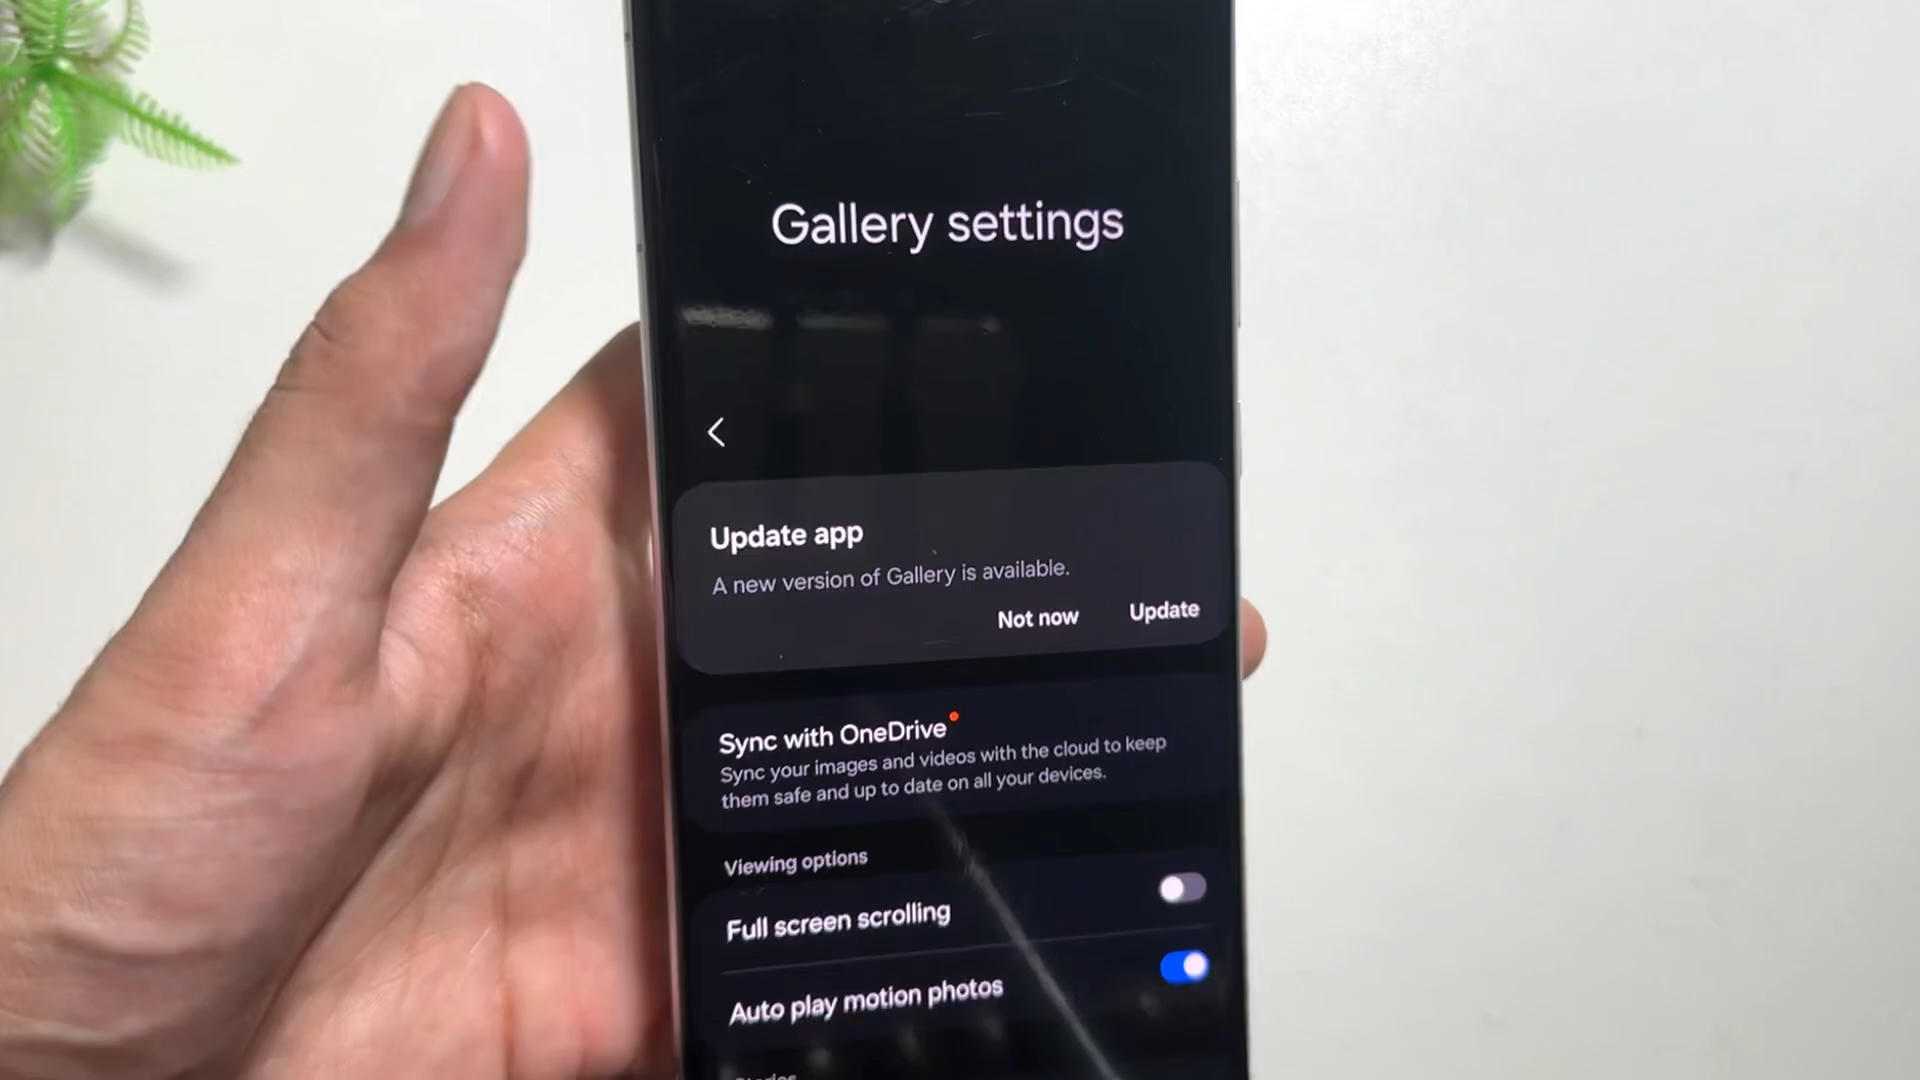 Gallery settings
Update app
A new version of Gallery is available.
Not now Update
Sync with OneDrive
Sync your images and videos with the cloud to keep
them safe and up to date on all your devices.
Viewing options
Full screen scrolling
Auto play motion photos